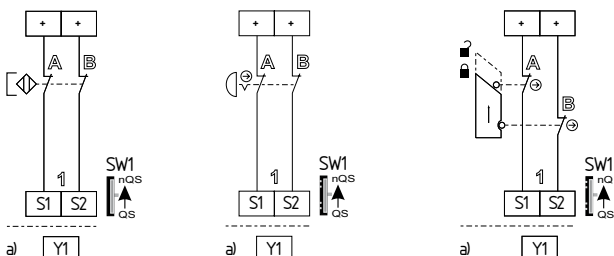 + +
A B
1
SW1
nQS
S1 S2
QS
a) Y1
+ +
A B
1
SW1
nQS
S1 S2
QS
a) Y1
+ +
A
B
1
SW1
nQ
S1 S2
QS
a) Y1